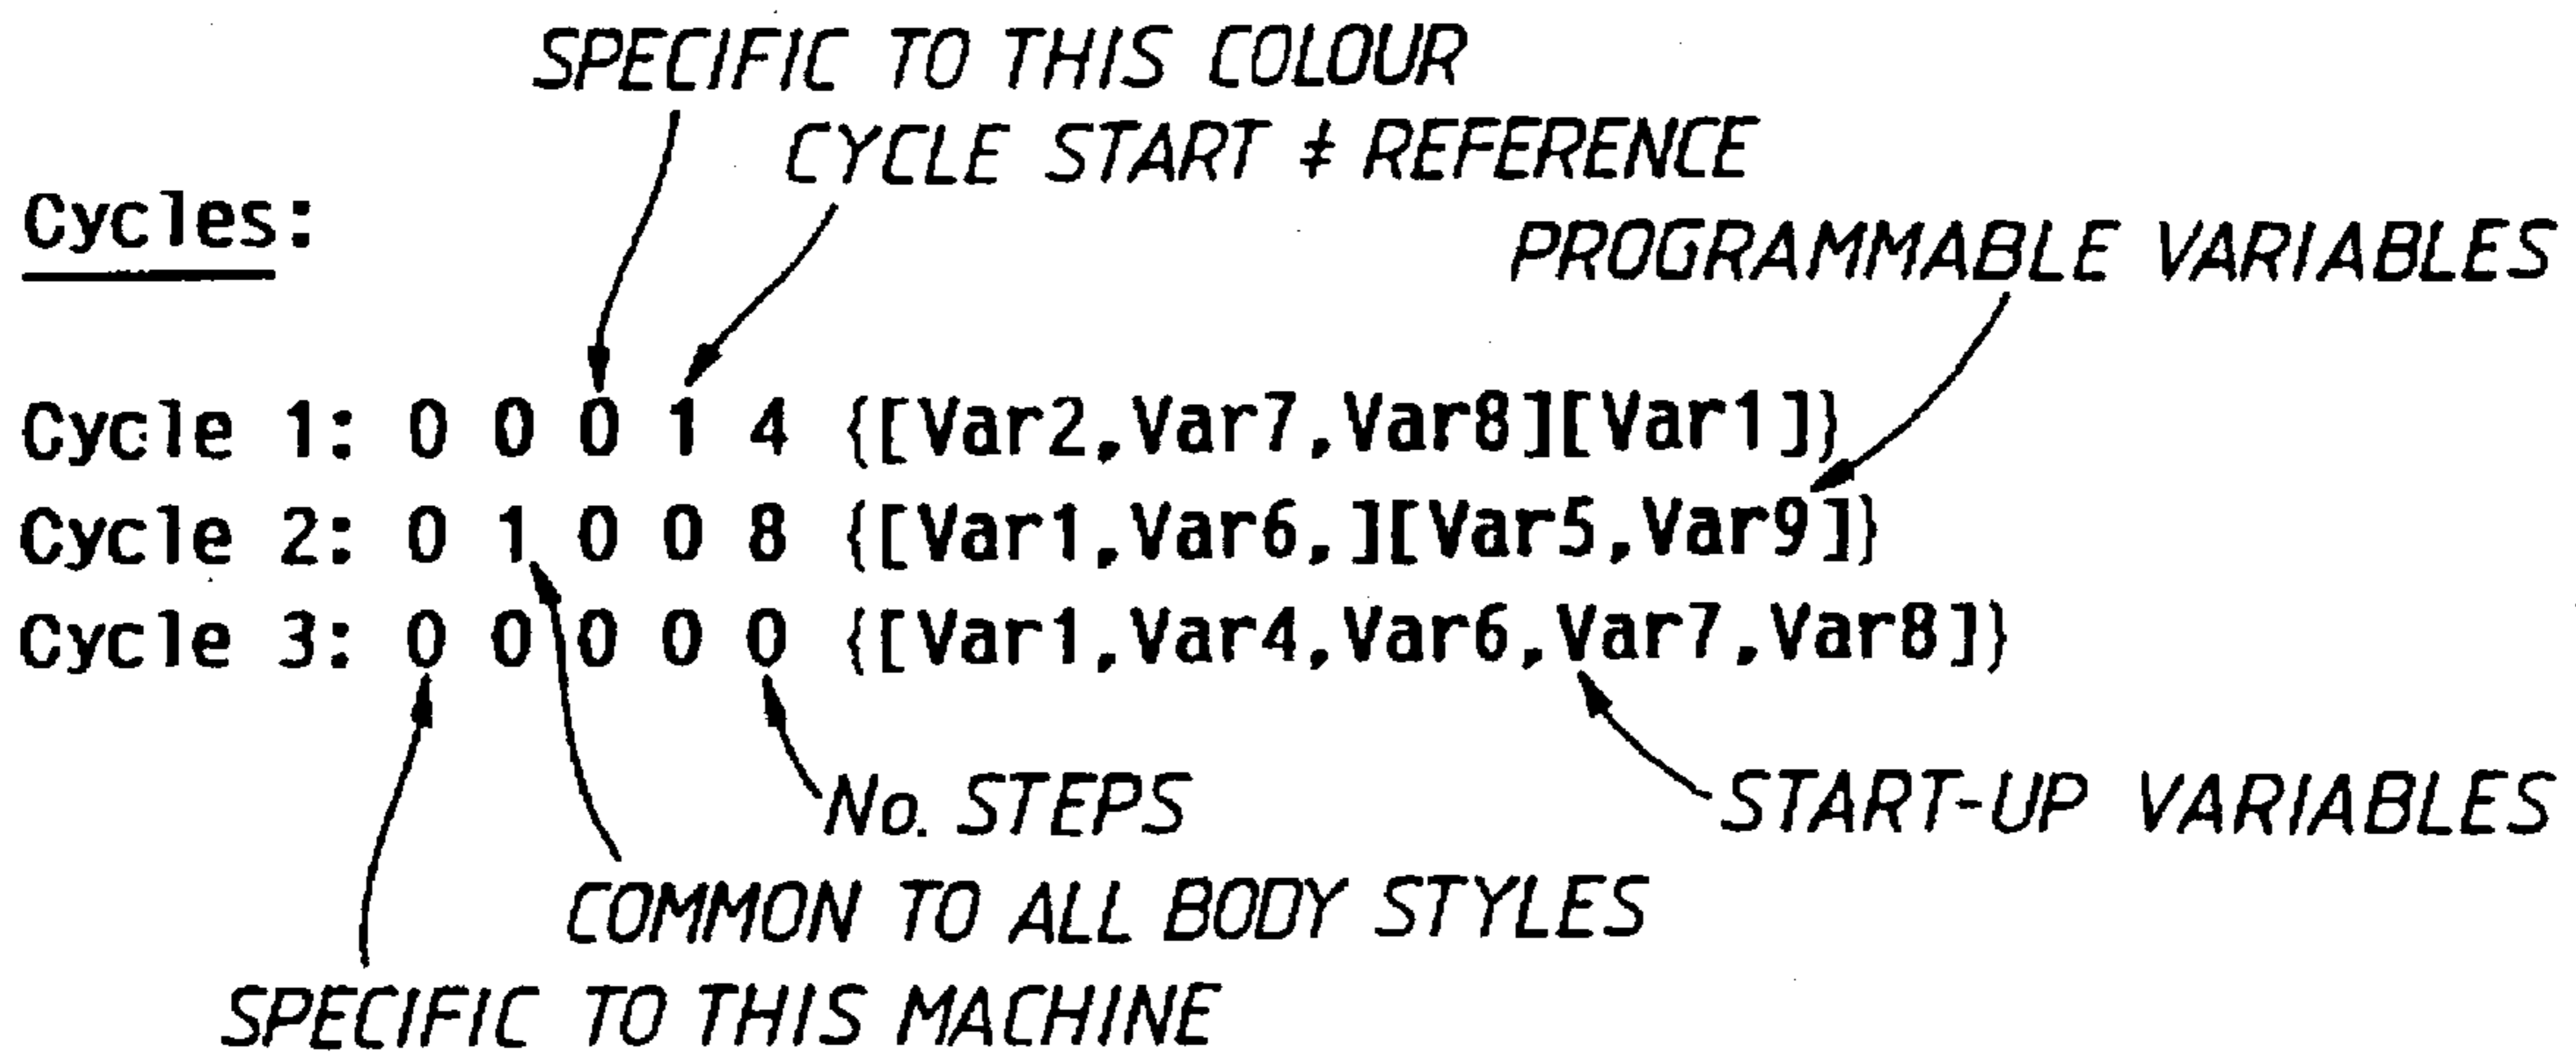 SPECIFIC TO THIS COLOUR
CYCLE START ≠ REFERENCE
Cycles:
PROGRAMMABLE VARIABLES
Cycle 1: 0 0 0 1 4 {[Var2,Var7,Var8][Var1]}
Cycle 2: 0 1 0 0 8 {[Var1,Var6,][Var5,Var9]}
Cycle 3: 0 0 0 0 0 {[Var1,Var4,Var6,Var7,Var8]}
No. STEPS
START-UP VARIABLES
COMMON TO ALL BODY STYLES
SPECIFIC TO THIS MACHINE